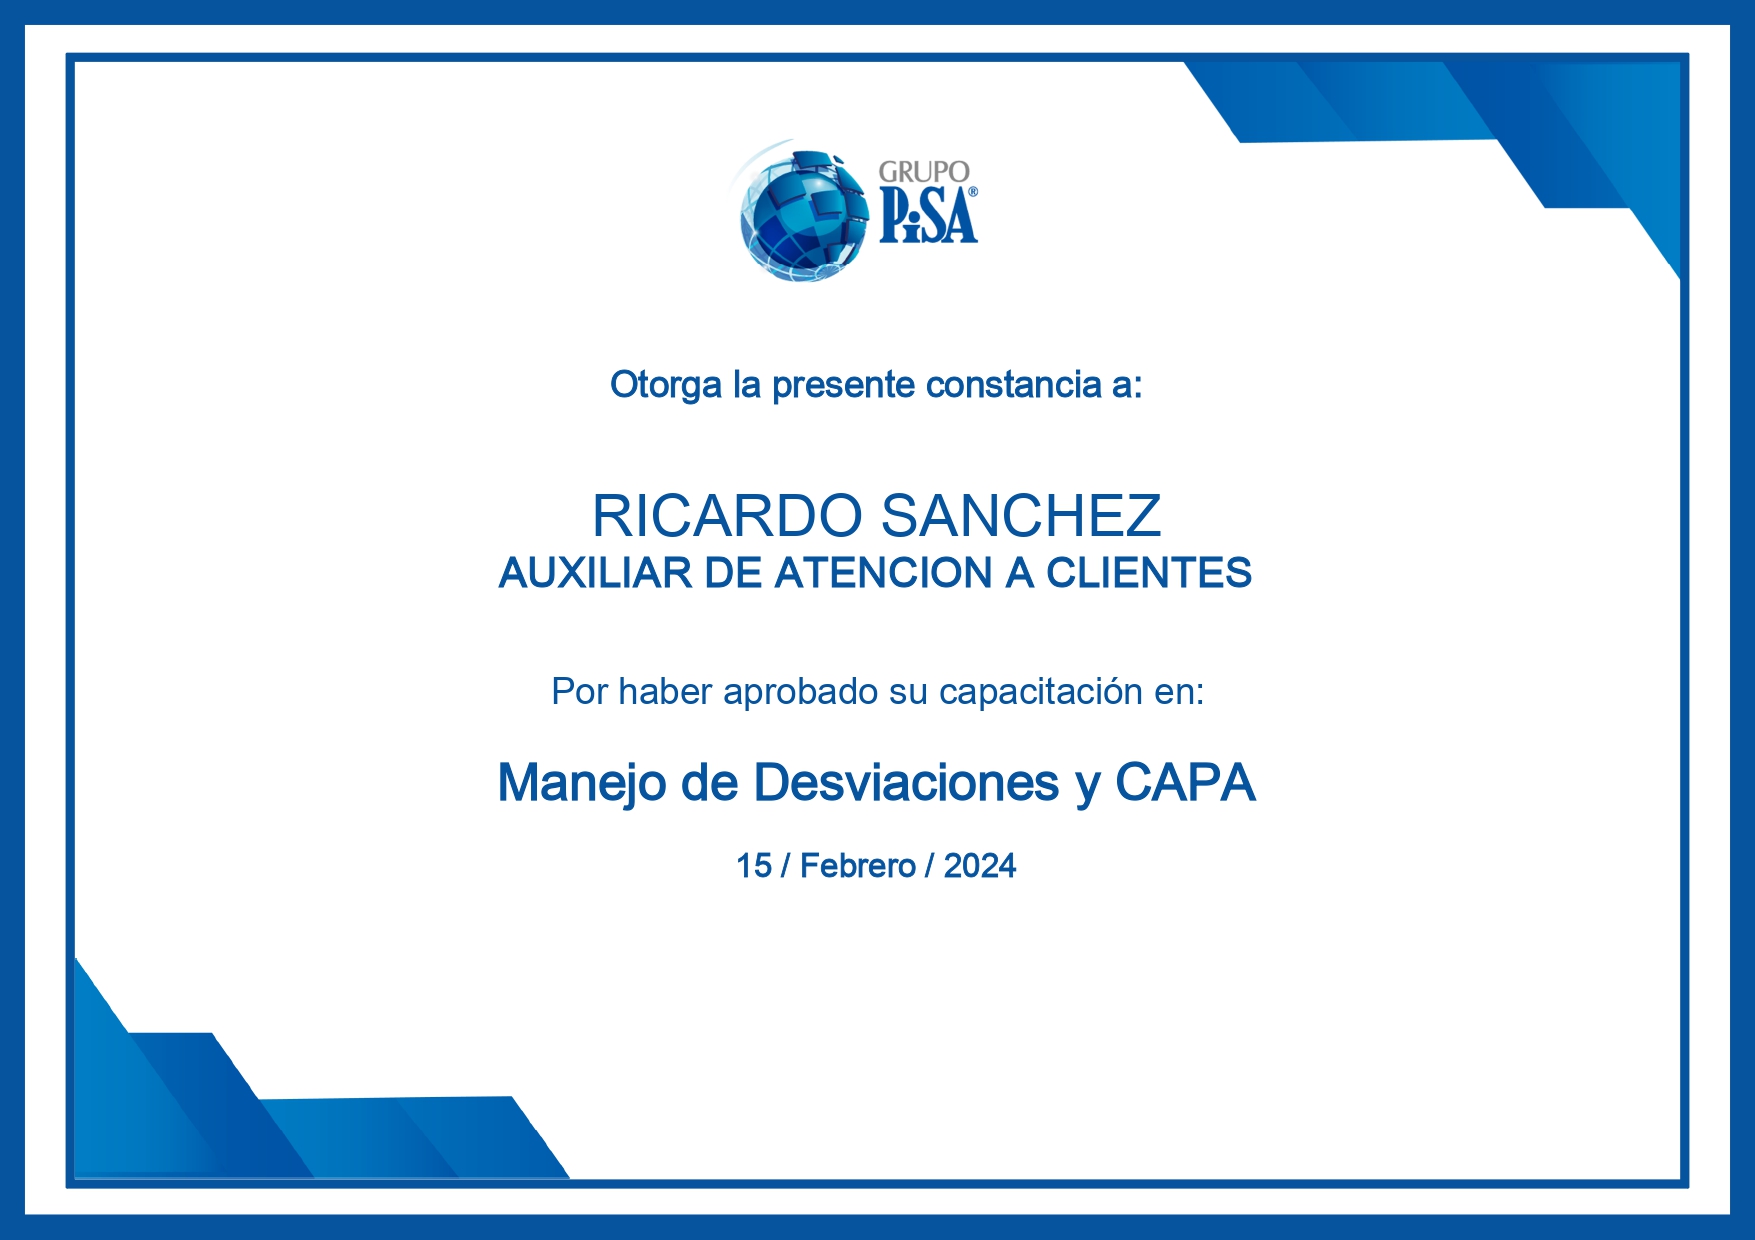 GRUPO
PiSA®
Otorga la presente constancia a:
RICARDO SANCHEZ
AUXILIAR DE ATENCION A CLIENTES
Por haber aprobado su capacitación en:
Manejo de Desviaciones y CAPA
15 / Febrero / 2024